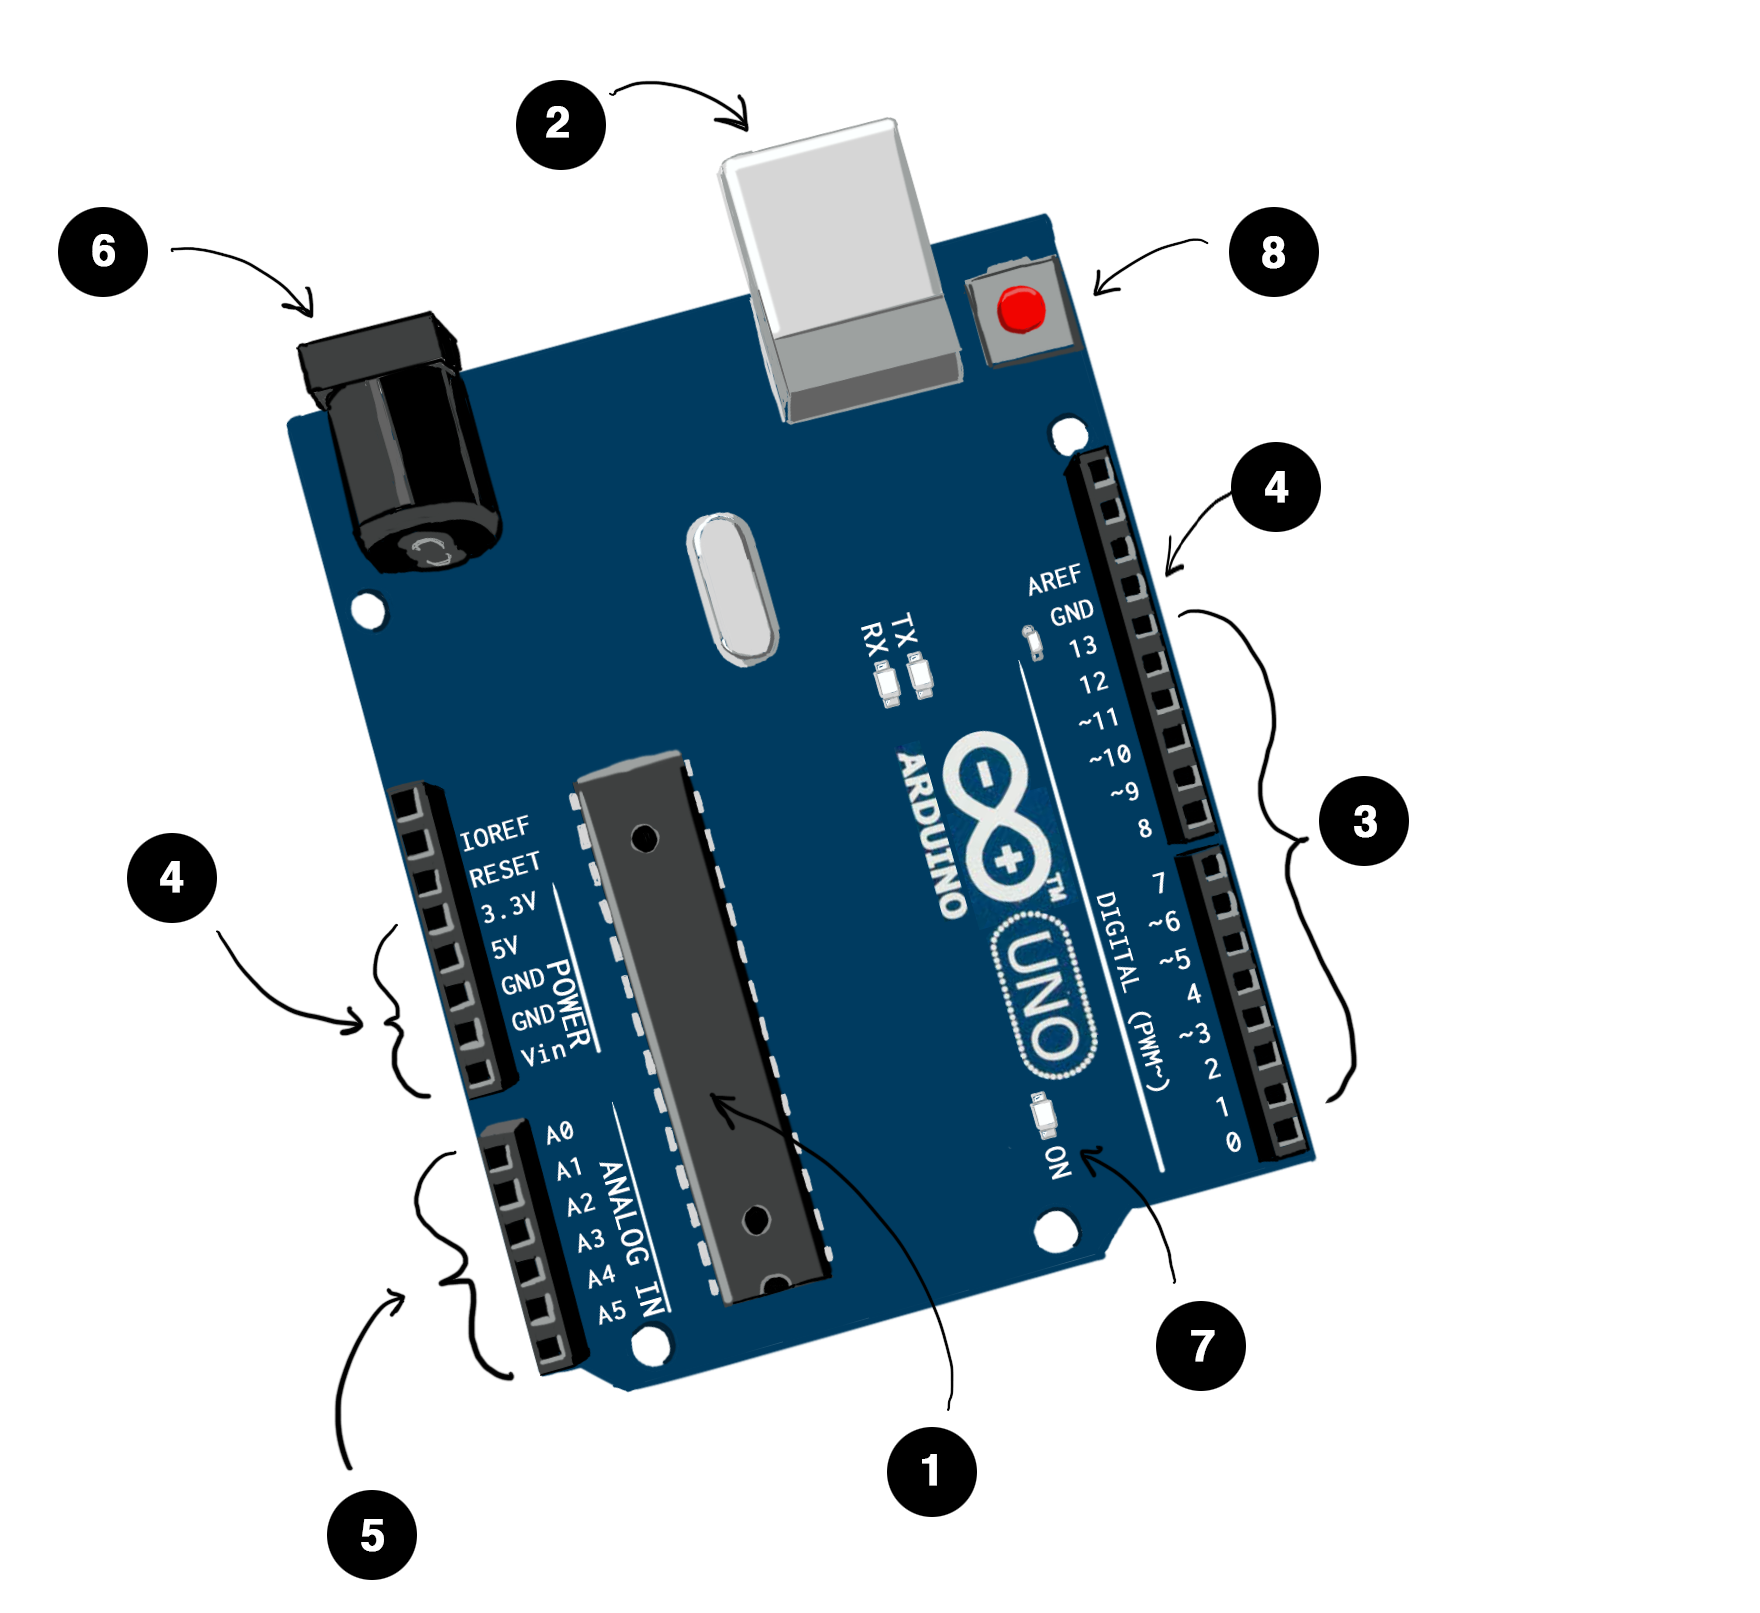 2
6
8
4
AREF
GND
TX
RX
13
12
~11
~10
~9
8
3
7
~6
~5
4
~3
2
1
0
DIGITAL (PWM~)
ARDUINO
TM
UNO
ON
4
IOREF
RESET
3.3V
5V
GND
GND
Vin
POWER
A0
A1
A2
A3
A4
A5
ANALOG IN
7
1
5